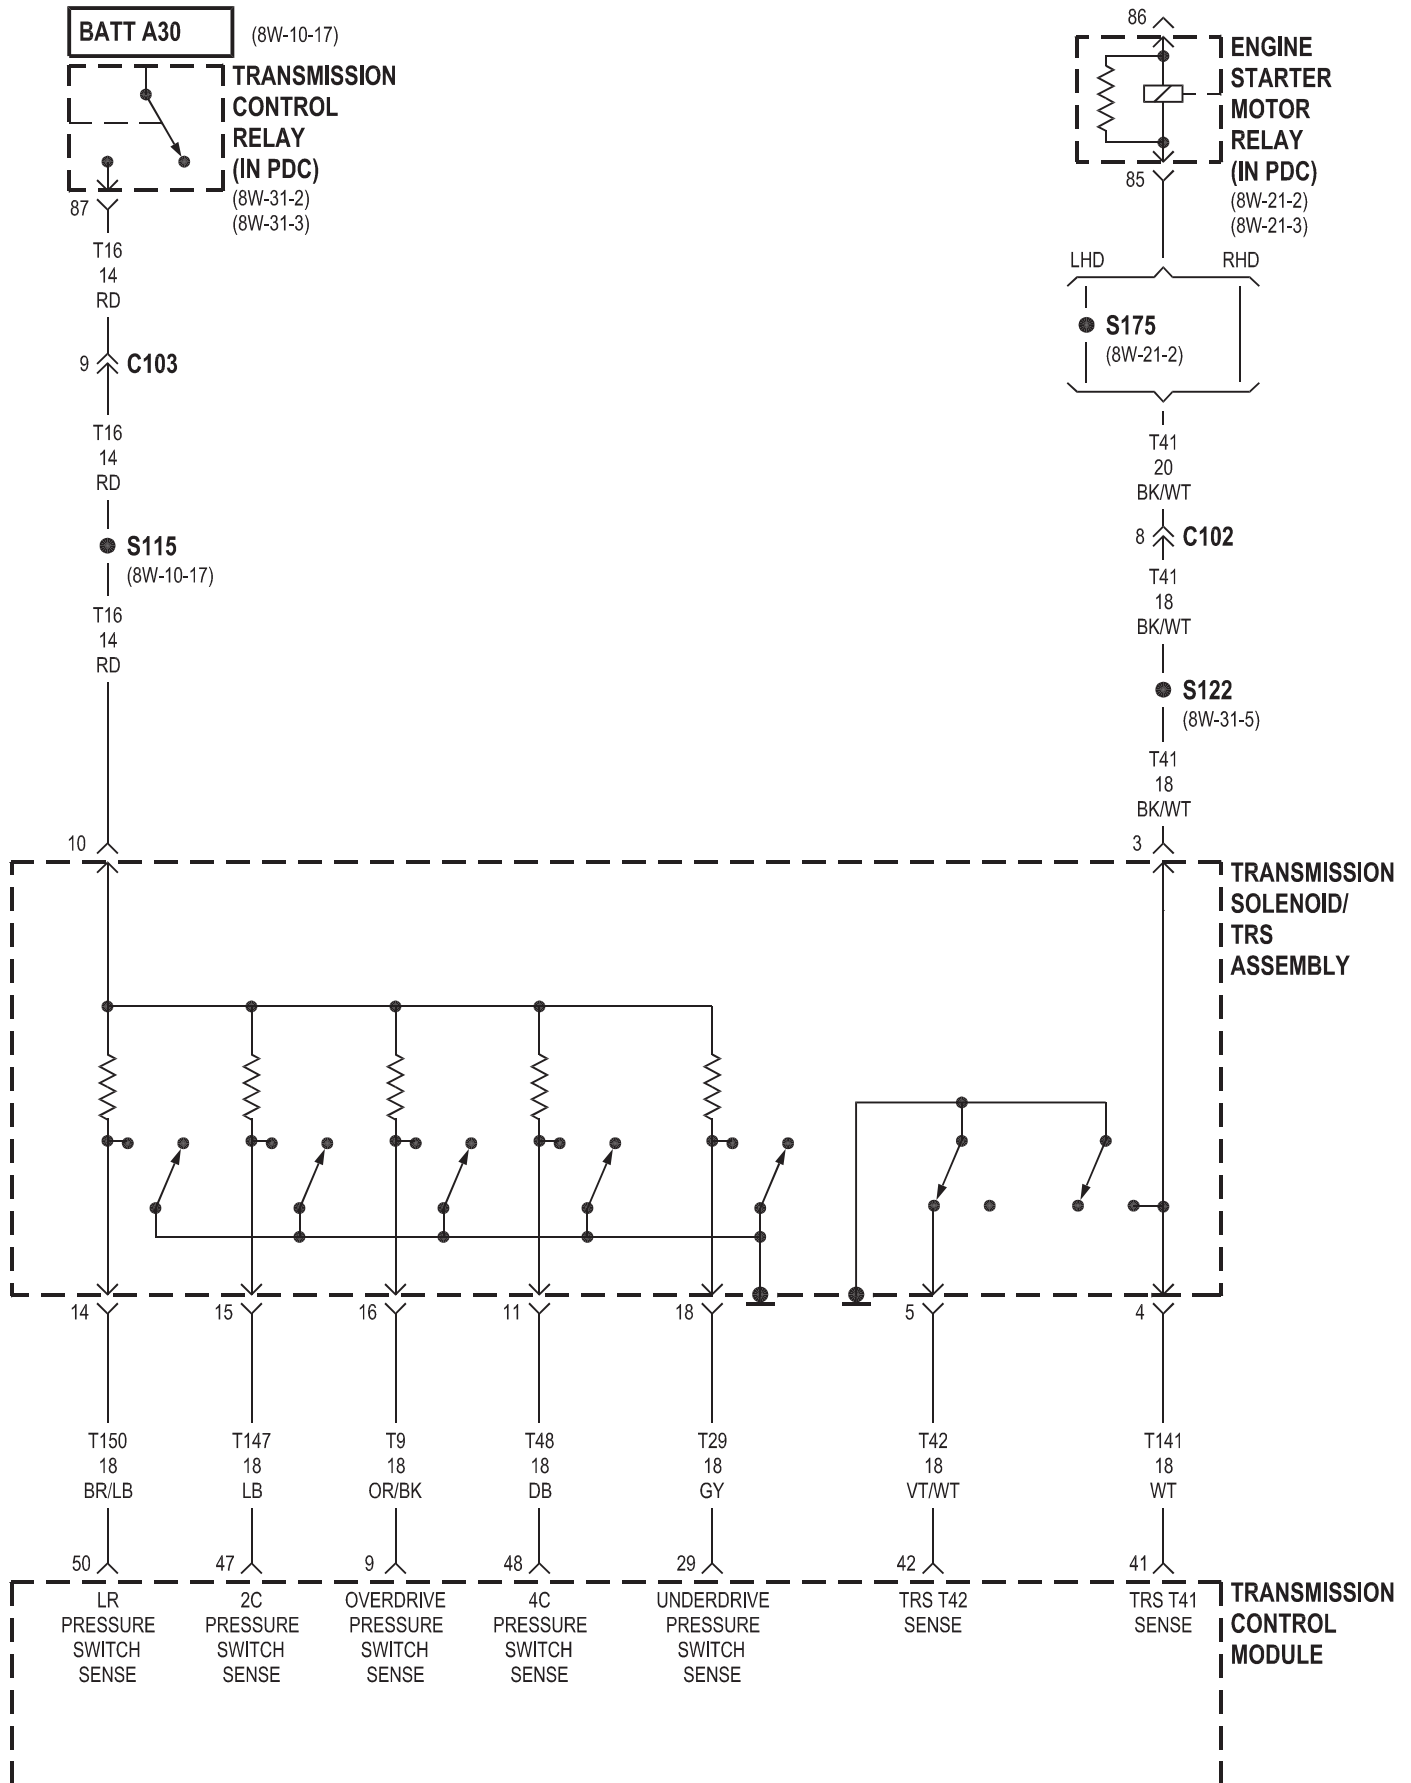 BATT A30
(8W-10-17)
TRANSMISSION
CONTROL
RELAY
(IN PDC)
(8W-31-2)
(8W-31-3)
87
T16
14
RD
9
C103
T16
14
RD
S115
(8W-10-17)
T16
14
RD
10
86
ENGINE
STARTER
MOTOR
RELAY
(IN PDC)
(8W-21-2)
(8W-21-3)
85
LHD
RHD
S175
(8W-21-2)
T41
20
BK/WT
8
C102
T41
18
BK/WT
S122
(8W-31-5)
T41
18
BK/WT
3
TRANSMISSION
SOLENOID/
TRS
ASSEMBLY
14
15
16
11
18
5
4
T150
18
BR/LB
T147
18
LB
T9
18
OR/BK
T48
18
DB
T29
18
GY
T42
18
VT/WT
T141
18
WT
50
47
9
48
29
42
41
LR
PRESSURE
SWITCH
SENSE
2C
PRESSURE
SWITCH
SENSE
OVERDRIVE
PRESSURE
SWITCH
SENSE
4C
PRESSURE
SWITCH
SENSE
UNDERDRIVE
PRESSURE
SWITCH
SENSE
TRS T42
SENSE
TRS T41
SENSE
TRANSMISSION
CONTROL
MODULE